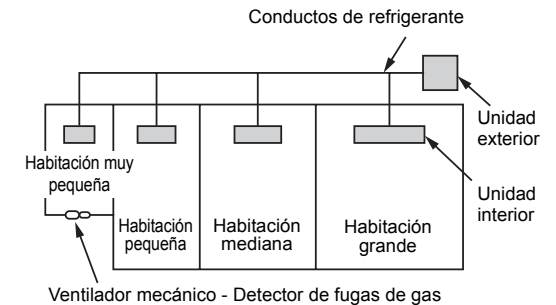 Conductos de refrigerante
Unidad
exterior
Habitación muy
pequeña
Unidad
interior
Habitación
pequeña
Habitación
mediana
Habitación
grande
Ventilador mecánico - Detector de fugas de gas